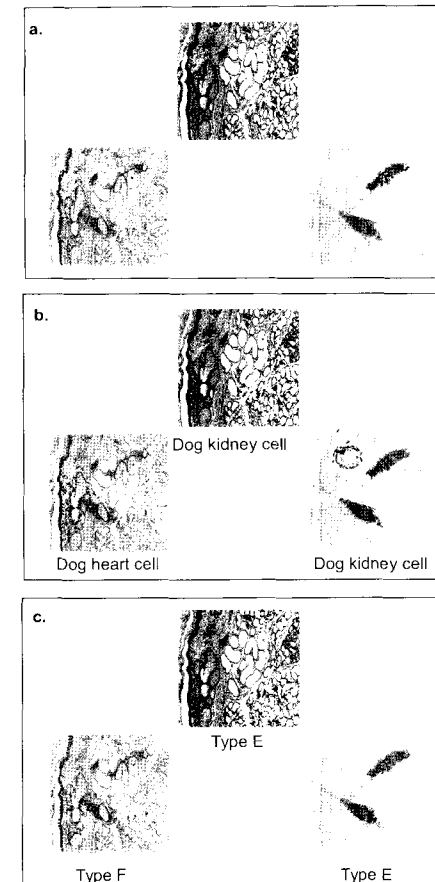 a.
b.
Dog kidney cell
Dog heart cell Dog kidney cell
c.
Type E
Type F Type E